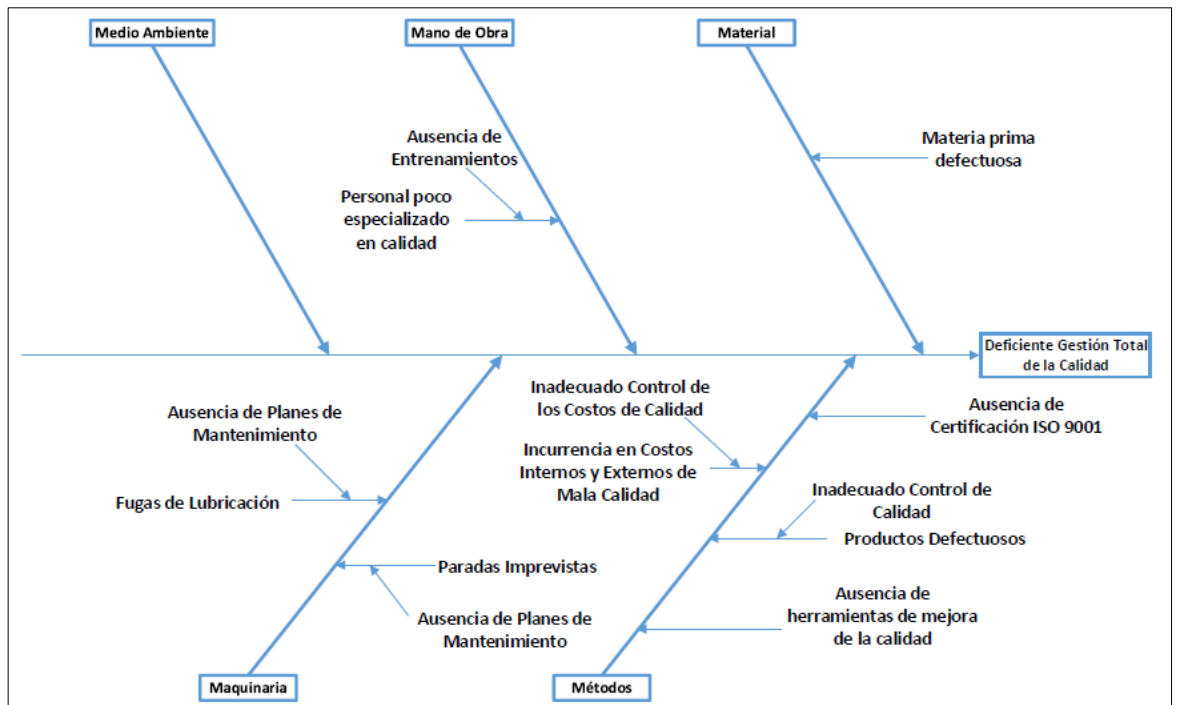 Medio Ambiente
Mano de Obra
Material
Ausencia de
Entrenamientos
Personal poco
especializado
en calidad
Materia prima
defectuosa
Deficiente Gestión Total
de la Calidad
Ausencia de Planes de
Mantenimiento
Fugas de Lubricación
Paradas Imprevistas
Ausencia de Planes de
Mantenimiento
Inadecuado Control de
los Costos de Calidad
Incurrencia en Costos
Internos y Externos de
Mala Calidad
Ausencia de
Certificación ISO 9001
Inadecuado Control de
Calidad
Productos Defectuosos
Ausencia de
herramientas de mejora
de la calidad
Maquinaria
Métodos